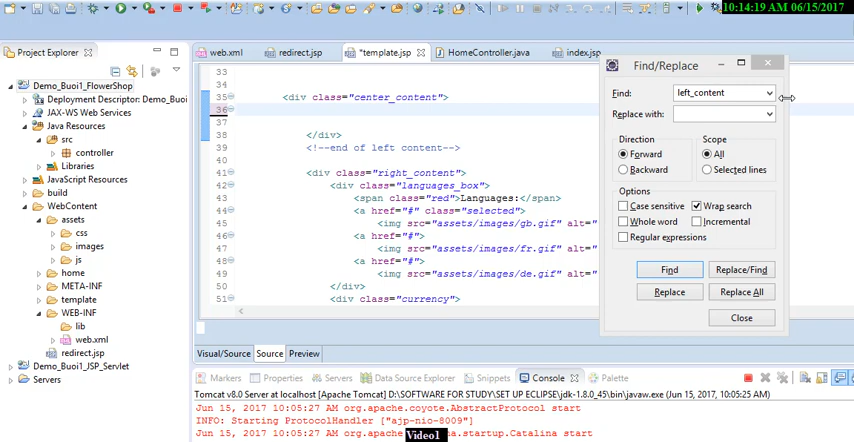 10:14:19 AM 06/15/2017
Project Explorer
Demo_Buoi1_FlowerShop
Deployment Descriptor: Demo_Buoi
JAX-WS Web Services
Java Resources
src
controller
Libraries
JavaScript Resources
build
WebContent
assets
css
images
js
home
META-INF
template
WEB-INF
lib
web.xml
redirect.jsp
Demo_Buoi1_JSP_Servlet
Servers
web.xml
redirect.jsp
*template.jsp
HomeController.java
index.jsp
33
34
35 <div class="center_content">
36
37
38 </div>
39 <!--end of left content-->
40
41 <div class="right_content">
42 <div class="languages_box">
43 <span class="red">Languages:</span>
44 <a href="#" class="selected">
45 <img src="assets/images/gb.gif" alt="
46 <a href="#">
47 <img src="assets/images/fr.gif" alt="
48 <a href="#">
49 <img src="assets/images/de.gif" alt="
50 </div>
51 <div class="currency">
Visual/Source
Source
Preview
Find/Replace
Find:
left_content
Replace with:
Direction
Forward
Backward
Scope
All
Selected lines
Options
Case sensitive
Wrap search
Whole word
Incremental
Regular expressions
Find
Replace/Find
Replace
Replace All
Close
Markers
Properties
Servers
Data Source Explorer
Snippets
Console
Palette
Tomcat v8.0 Server at localhost [Apache Tomcat] D:\SOFTWARE FOR STUDY\SET UP ECLIPSE\jdk-1.8.0_45\bin\javaw.exe (Jun 15, 2017, 10:05:25 AM)
Jun 15, 2017 10:05:27 AM org.apache.coyote.AbstractProtocol start
INFO: Starting ProtocolHandler ["ajp-nio-8009"]
Jun 15, 2017 10:05:27 AM
na.startup.Catalina start
Video1